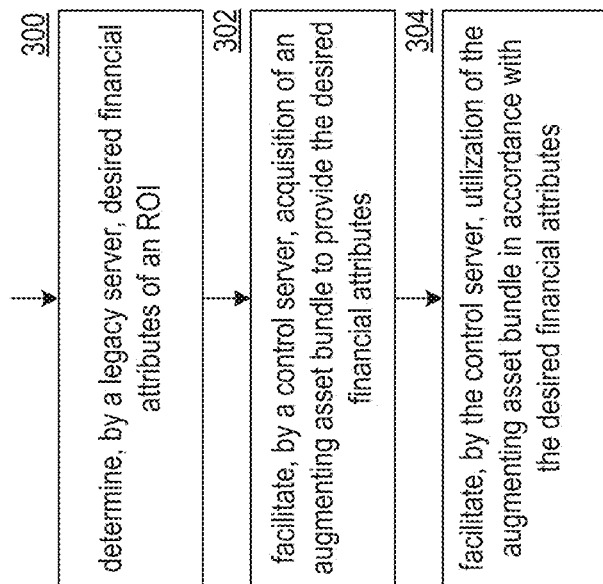 300
determine, by a legacy server, desired financial
attributes of an ROI
302
facilitate, by a control server, acquisition of an
augmenting asset bundle to provide the desired
financial attributes
304
facilitate, by the control server, utilization of the
augmenting asset bundle in accordance with
the desired financial attributes